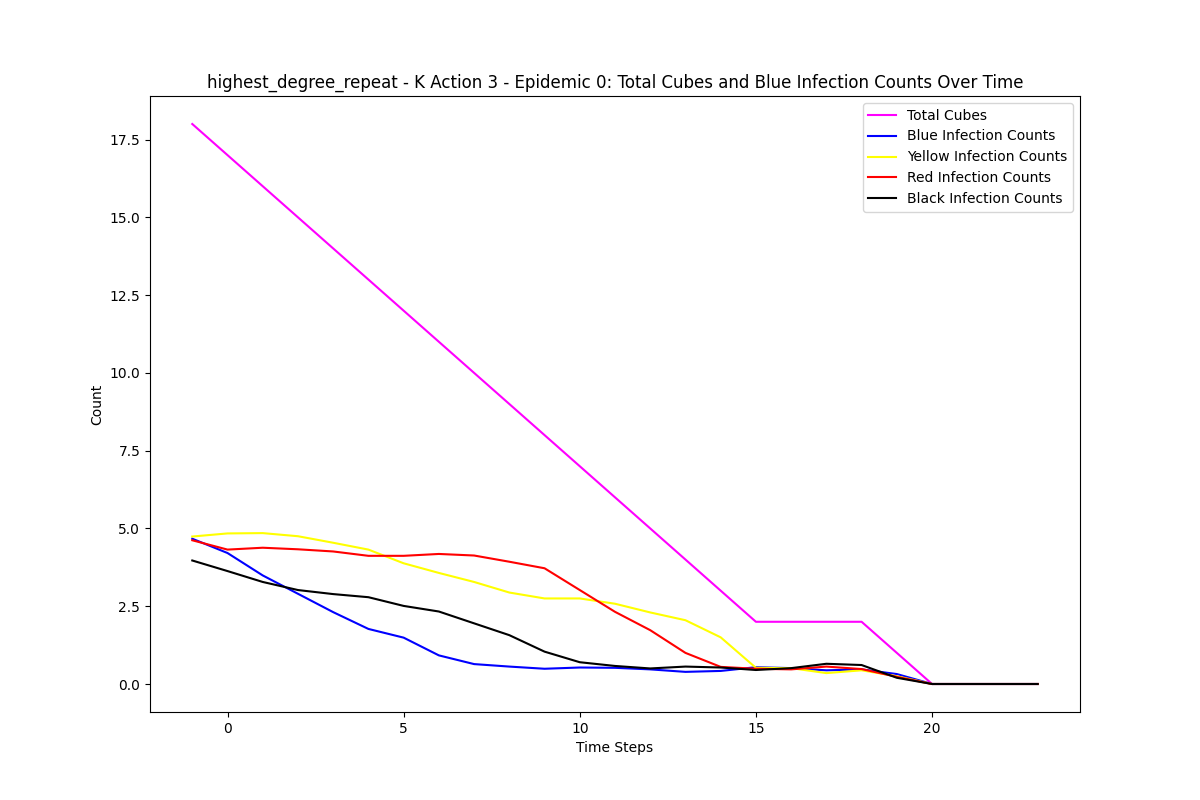 highest_degree_repeat - K Action 3 - Epidemic 0: Total Cubes and Blue Infection Counts Over Time
Total Cubes
Blue Infection Counts
Yellow Infection Counts
Red Infection Counts
Black Infection Counts
17.5
15.0
12.5
10.0
7.5
5.0
2.5
0.0
Count
0 5 10 15 20
Time Steps